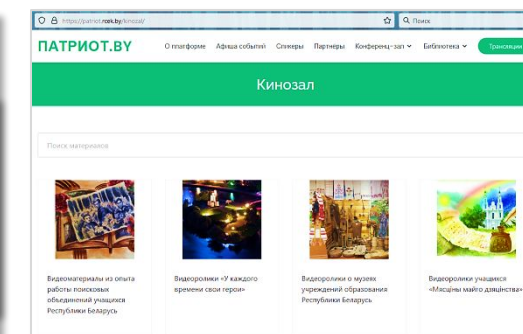 https://patriot.rcek.by/kinozal/
Поиск
ПАТРИОТ.BY
О платформе Афиша событий Спикеры Партнеры Конференц-зал Библиотека Трансляции
Кинозал
Поиск материалов
Видеоматериалы из опыта
работы поисковых
объединений учащихся
Республики Беларусь
Видеоролики «У каждого
времени свои герои»
Видеоролики о музеях
учреждений образования
Республики Беларусь
Видеоролики учащихся
«Мясціны майго дзяцінства»